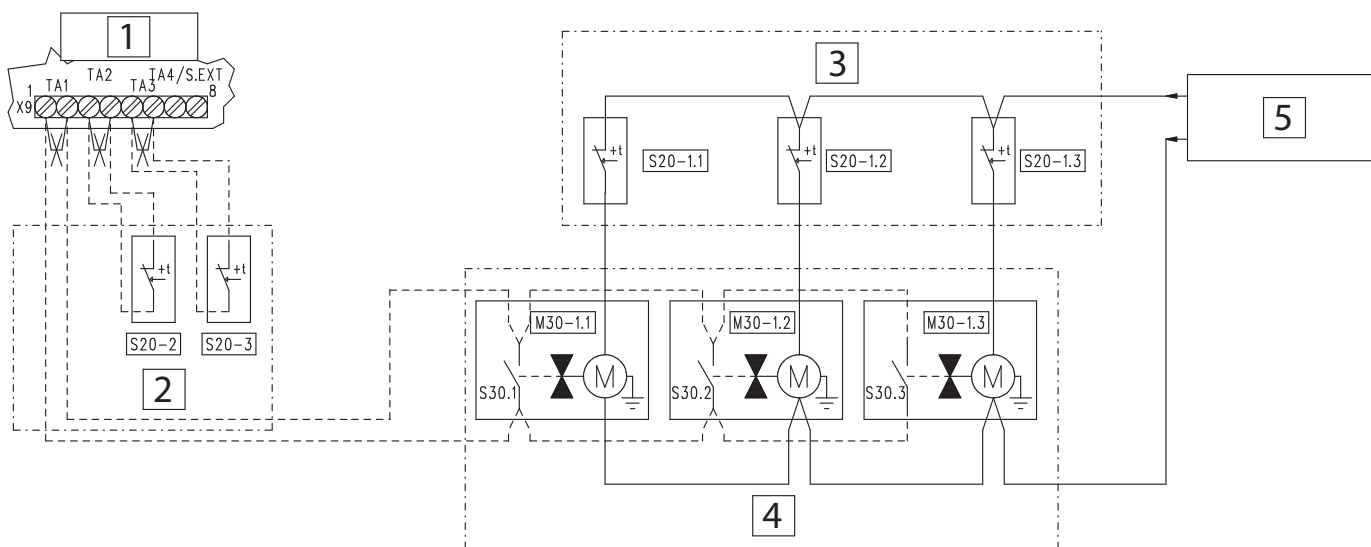 1
3
5
TA1 TA2 TA3 TA4/S.EXT
1 8
X9
+t S20-1.1 +t S20-1.2 +t S20-1.3
+t +t
S20-2 S20-3
2
M30-1.1 M30-1.2 M30-1.3
S30.1 M S30.2 M S30.3 M
4